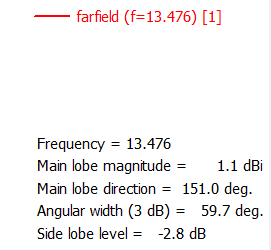 farfield (f=13.476) [1]
Frequency = 13.476
Main lobe magnitude = 1.1 dBi
Main lobe direction = 151.0 deg.
Angular width (3 dB) = 59.7 deg.
Side lobe level = -2.8 dB